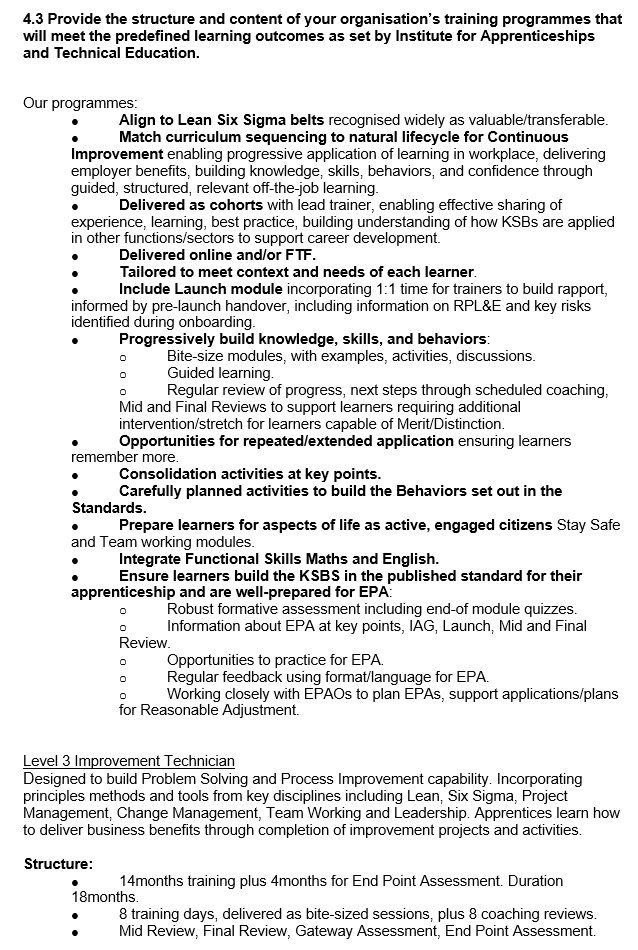 4.3 Provide the structure and content of your organisation's training programmes that
will meet the predefined learning outcomes as set by Institute for Apprenticeships
and Technical Education.
Our programmes:
• Align to Lean Six Sigma belts recognised widely as valuable/transferable.
• Match curriculum sequencing to natural lifecycle for Continuous
Improvement enabling progressive application of learning in workplace, delivering
employer benefits, building knowledge, skills, behaviors, and confidence through
guided, structured, relevant off-the-job learning.
• Delivered as cohorts with lead trainer, enabling effective sharing of
experience, learning, best practice, building understanding of how KSBs are applied
in other functions/sectors to support career development.
• Delivered online and/or FTF.
• Tailored to meet context and needs of each learner.
• Include Launch module incorporating 1:1 time for trainers to build rapport,
informed by pre-launch handover, including information on RPL&E and key risks
identified during onboarding.
• Progressively build knowledge, skills, and behaviors:
o Bite-size modules, with examples, activities, discussions.
o Guided learning.
o Regular review of progress, next steps through scheduled coaching,
Mid and Final Reviews to support learners requiring additional
intervention/stretch for learners capable of Merit/Distinction.
• Opportunities for repeated/extended application ensuring learners
remember more.
• Consolidation activities at key points.
• Carefully planned activities to build the Behaviors set out in the
Standards.
• Prepare learners for aspects of life as active, engaged citizens Stay Safe
and Team working modules.
• Integrate Functional Skills Maths and English.
• Ensure learners build the KSBS in the published standard for their
apprenticeship and are well-prepared for EPA:
o Robust formative assessment including end-of module quizzes.
o Information about EPA at key points, IAG, Launch, Mid and Final
Review.
o Opportunities to practice for EPA.
o Regular feedback using format/language for EPA.
o Working closely with EPAOs to plan EPAs, support applications/plans
for Reasonable Adjustment.
Level 3 Improvement Technician
Designed to build Problem Solving and Process Improvement capability. Incorporating
principles methods and tools from key disciplines including Lean, Six Sigma, Project
Management, Change Management, Team Working and Leadership. Apprentices learn how
to deliver business benefits through completion of improvement projects and activities.
Structure:
• 14months training plus 4months for End Point Assessment. Duration
18months.
• 8 training days, delivered as bite-sized sessions, plus 8 coaching reviews.
• Mid Review, Final Review, Gateway Assessment, End Point Assessment.